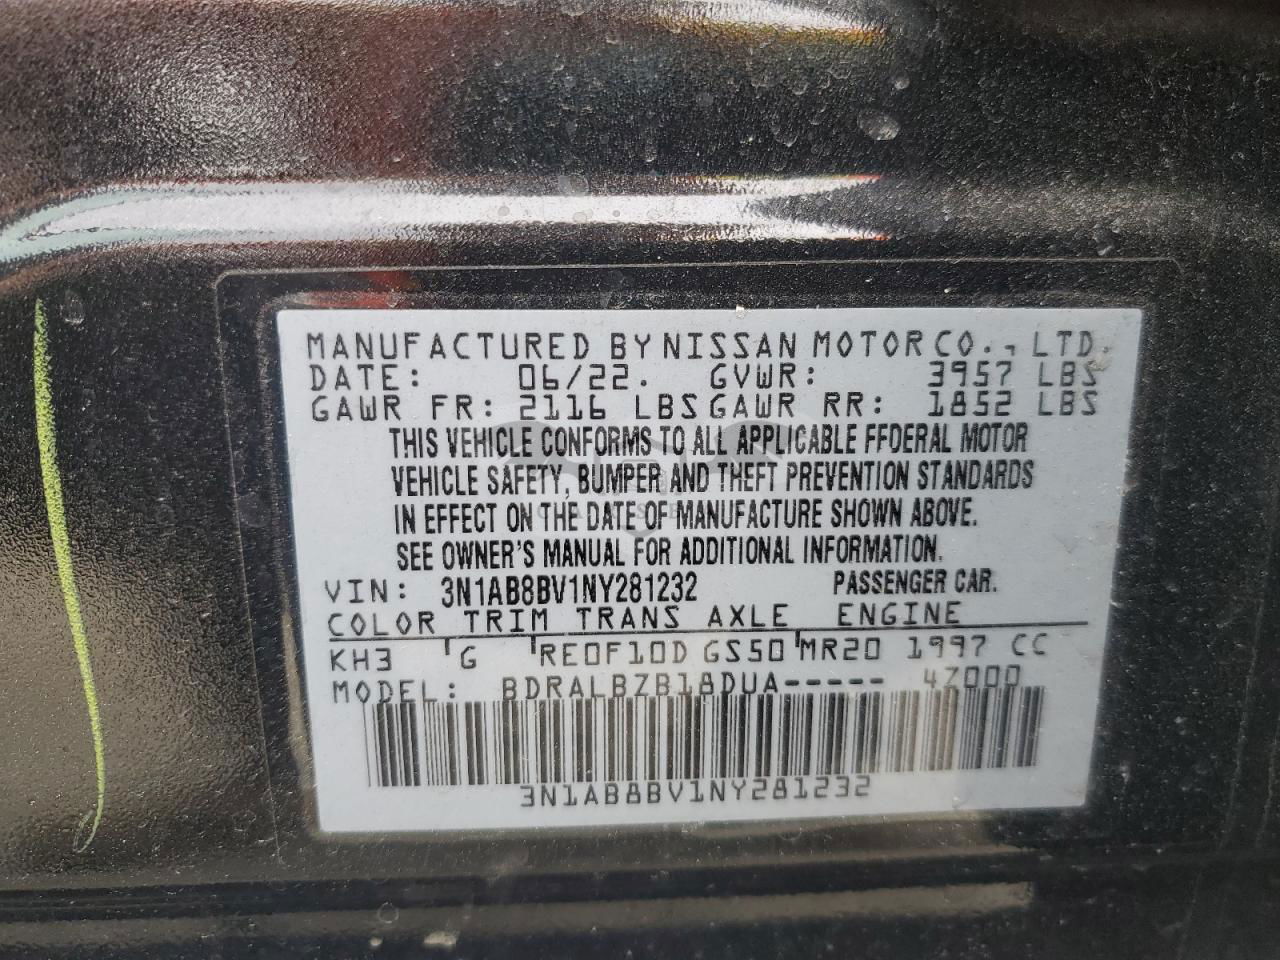 MANUFACTURED BY NISSAN MOTOR CO., LTD.
DATE: 06/22. GVWR: 3957 LBS
GAWR FR: 2116 LBS GAWR RR: 1852 LBS
THIS VEHICLE CONFORMS TO ALL APPLICABLE FFDERAL MOTOR
VEHICLE SAFETY, BUMPER AND THEFT PREVENTION STANDARDS
IN EFFECT ON THE DATE OF MANUFACTURE SHOWN ABOVE.
SEE OWNER'S MANUAL FOR ADDITIONAL INFORMATION.
VIN: 3N1AB8BV1NY281232 PASSENGER CAR.
COLOR TRIM TRANS AXLE ENGINE
KH3 G RE0F10D GS50 MR20 1997 CC
MODEL: BDRALBZB18DUA----- 4Z000
3N1AB8BV1NY281232